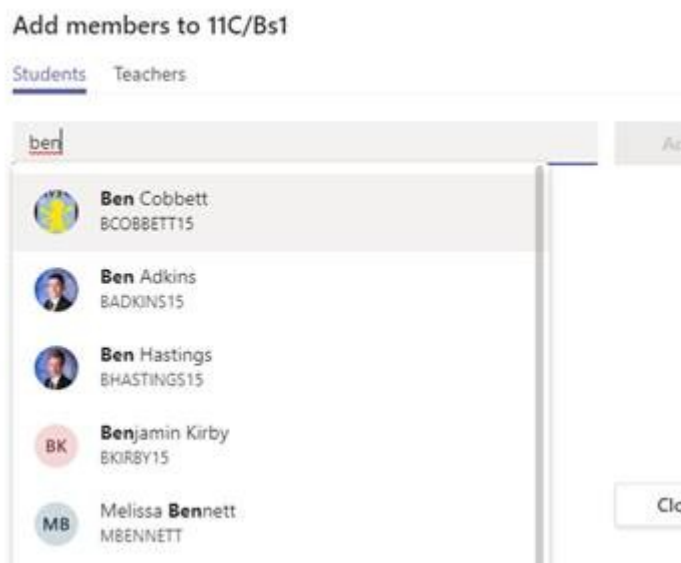 Add members to 11C/Bs1
Students Teachers
ben
Ben Cobbett
BCOBBETT15
Ben Adkins
BADKINS15
Ben Hastings
BHASTINGS15
BK
Benjamin Kirby
BKIRBY15
MB
Melissa Bennett
MBENNETT